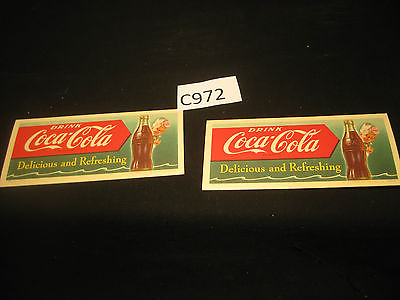 C972
DRINK
Coca-Cola
Delicious and Refreshing
DRINK
Coca-Cola
Delicious and Refreshing